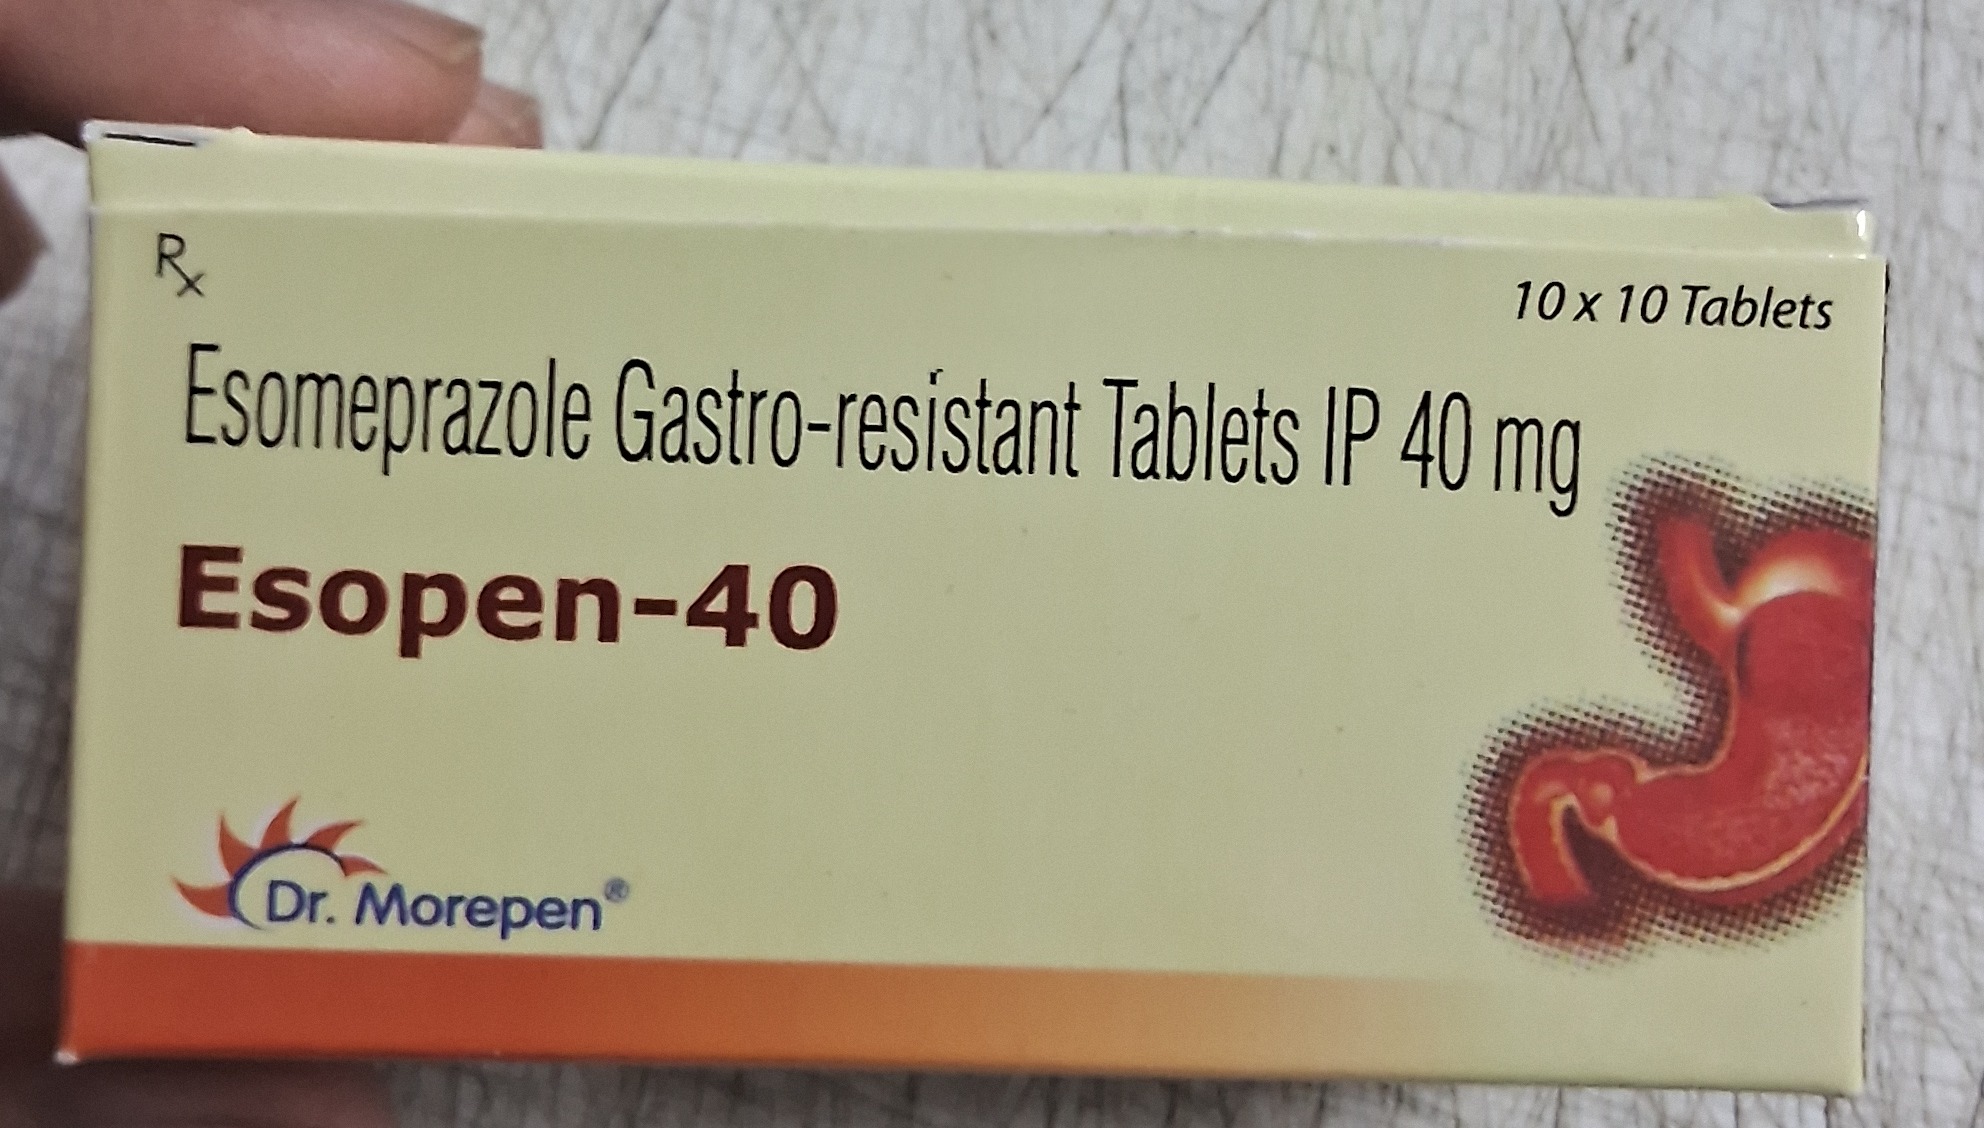 Rx
10 x 10 Tablets
Esomeprazole Gastro-resistant Tablets IP 40 mg
Esopen-40
Dr. Morepen®